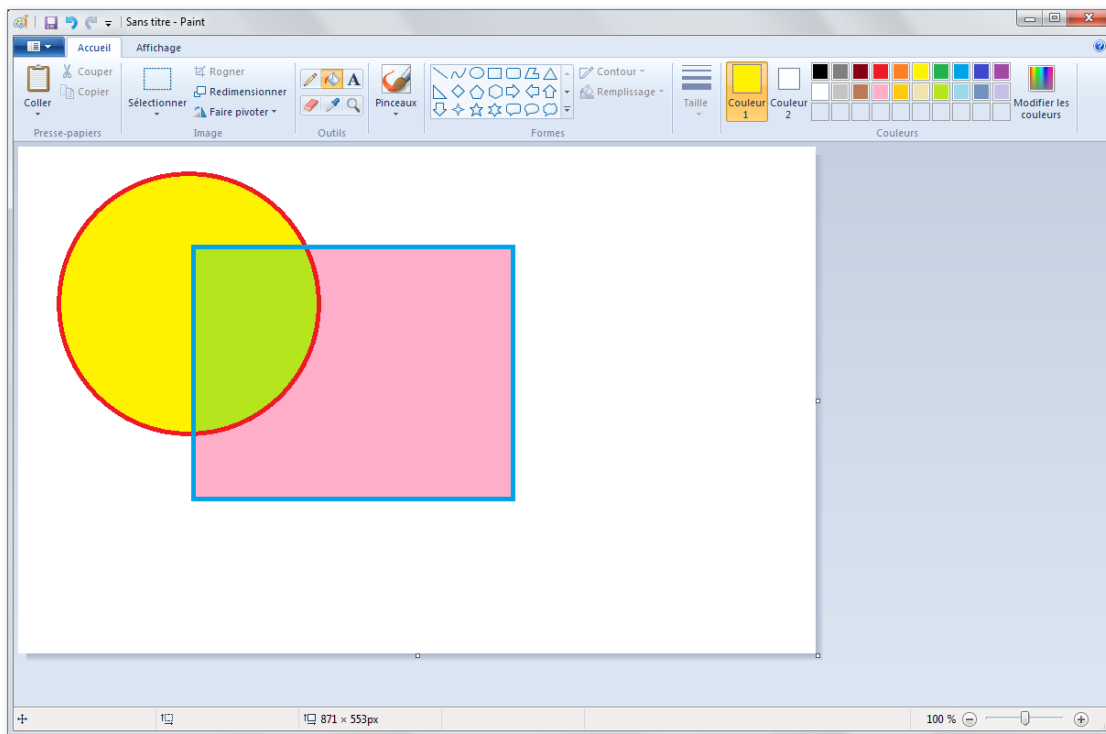 Sans titre - Paint
Accueil Affichage
Coller
Couper
Copier
Presse-papiers
Sélectionner
Rogner
Redimensionner
Faire pivoter
Image
A
Outils
Pinceaux
Contour
Remplissage
Formes
Taille
Couleur 1
Couleur 2
Modifier les couleurs
Couleurs
871 × 553px
100 %